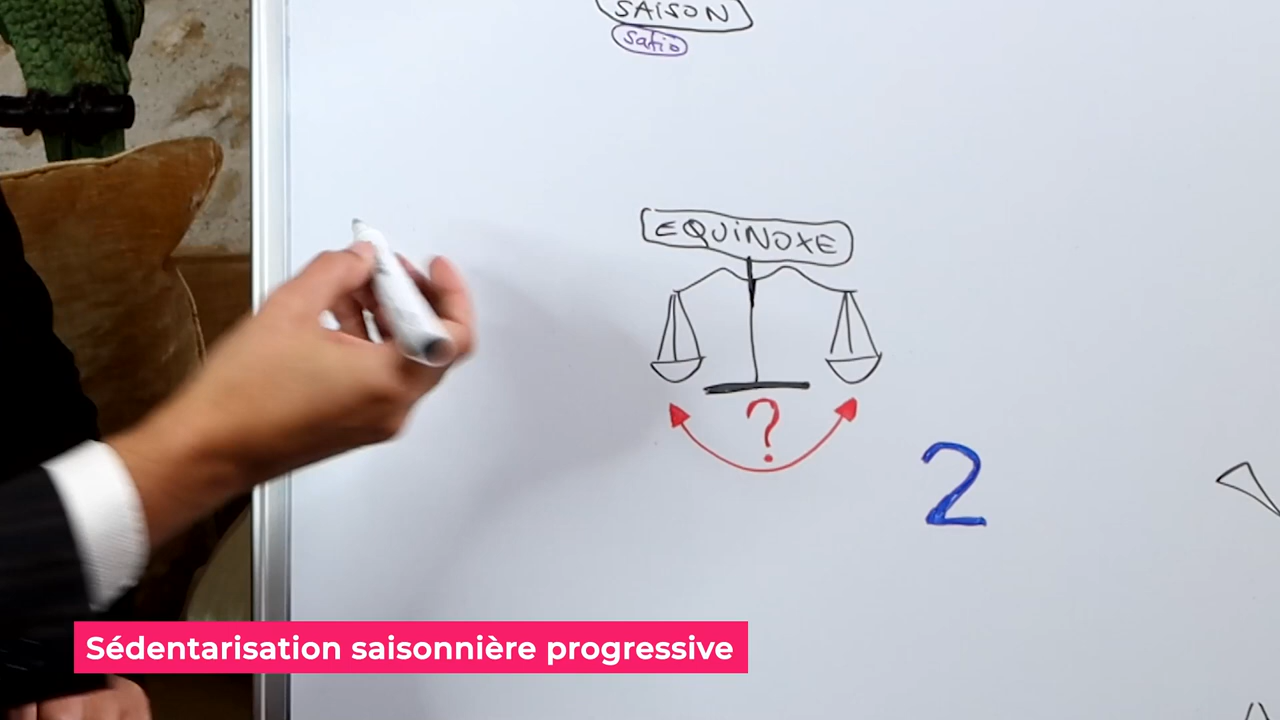 SAISON
Satio
EQUINOXE
?
2
Sédentarisation saisonnière progressive